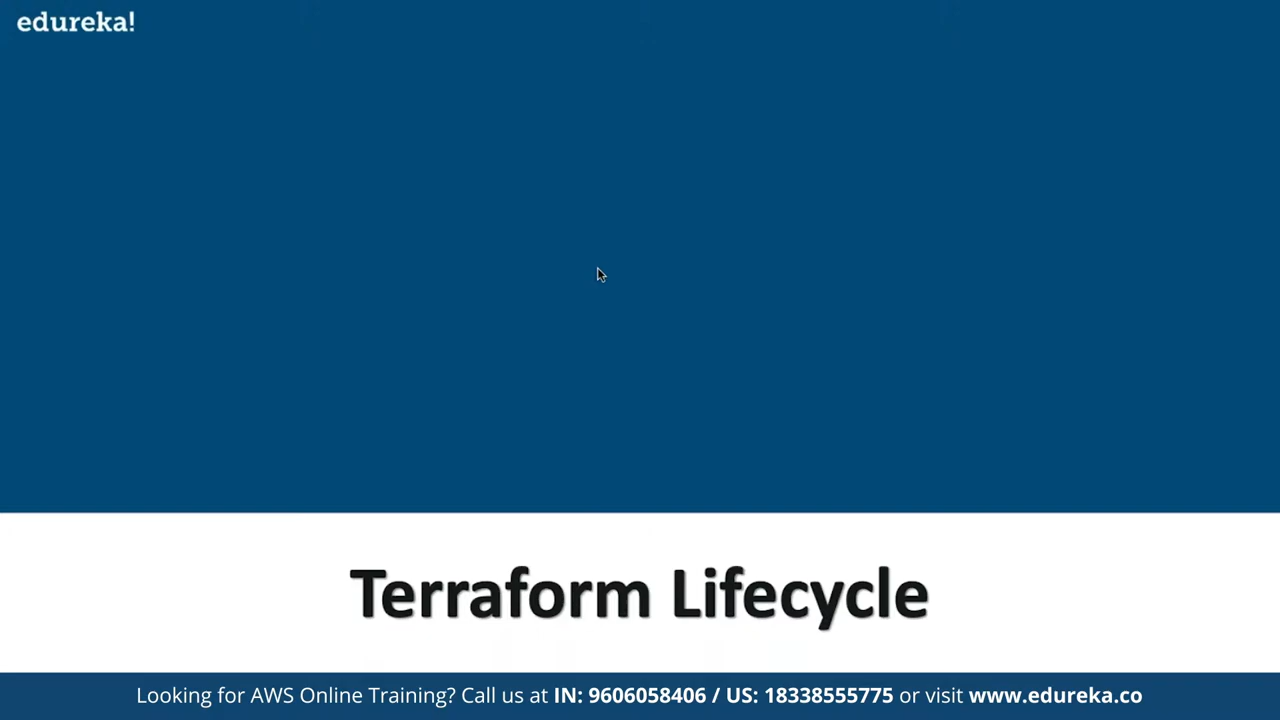 edureka!
Terraform Lifecycle
Looking for AWS Online Training? Call us at IN: 9606058406 / US: 18338555775 or visit www.edureka.co